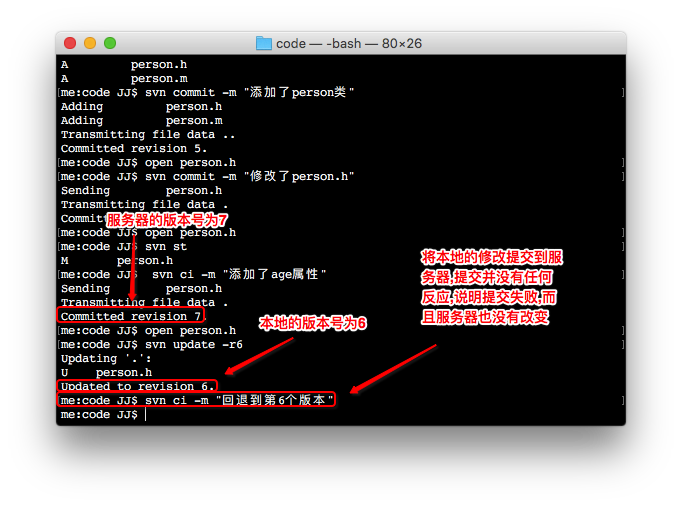 code — -bash — 80×26
A         person.h
A         person.m
[me:code JJ$ svn commit -m "添加了person类"                    ]
Adding         person.h
Adding         person.m
Transmitting file data ..
Committed revision 5.
[me:code JJ$ open person.h                    ]
[me:code JJ$ svn commit -m "修改了person.h"                    ]
Sending        person.h
Transmitting file data .
服务器的版本号为7
[me:code JJ$ open person.h                    ]
[me:code JJ$ svn st                    ]
M       person.h
[me:code JJ$  svn ci -m "添加了age属性"                    ]
Sending        person.h
Transmitting file data .
Committed revision 7.
[me:code JJ$ open person.h                    ]
[me:code JJ$ svn update -r6                    ]
Updating '.':
U    person.h
Updated to revision 6.
[me:code JJ$ svn ci -m "回退到第6个版本"                    ]
me:code JJ$
将本地的修改提交到服
务器,提交并没有任何
反应,说明提交失败,而
且服务器也没有改变
本地的版本号为6